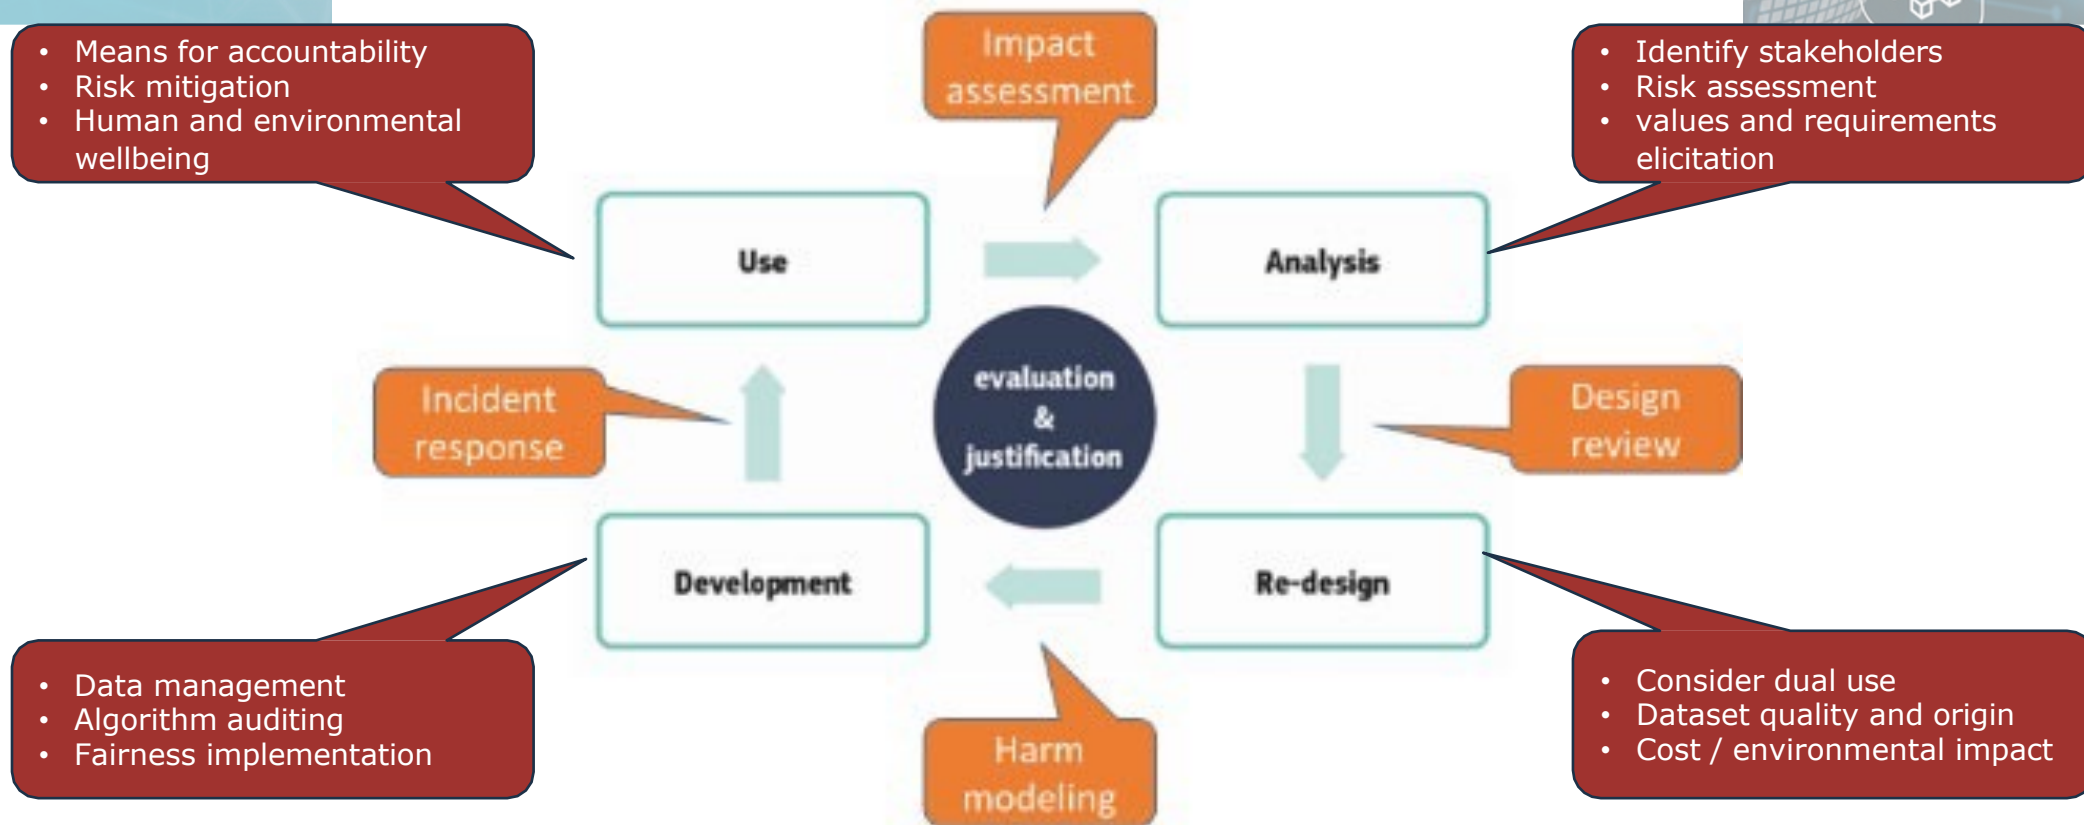 • Means for accountability
• Risk mitigation
• Human and environmental
wellbeing
Impact
assessment
• Identify stakeholders
• Risk assessment
• values and requirements
elicitation
Use
Analysis
evaluation
&
justification
Incident
response
Design
review
Development
Re-design
• Data management
• Algorithm auditing
• Fairness implementation
Harm
modeling
• Consider dual use
• Dataset quality and origin
• Cost / environmental impact